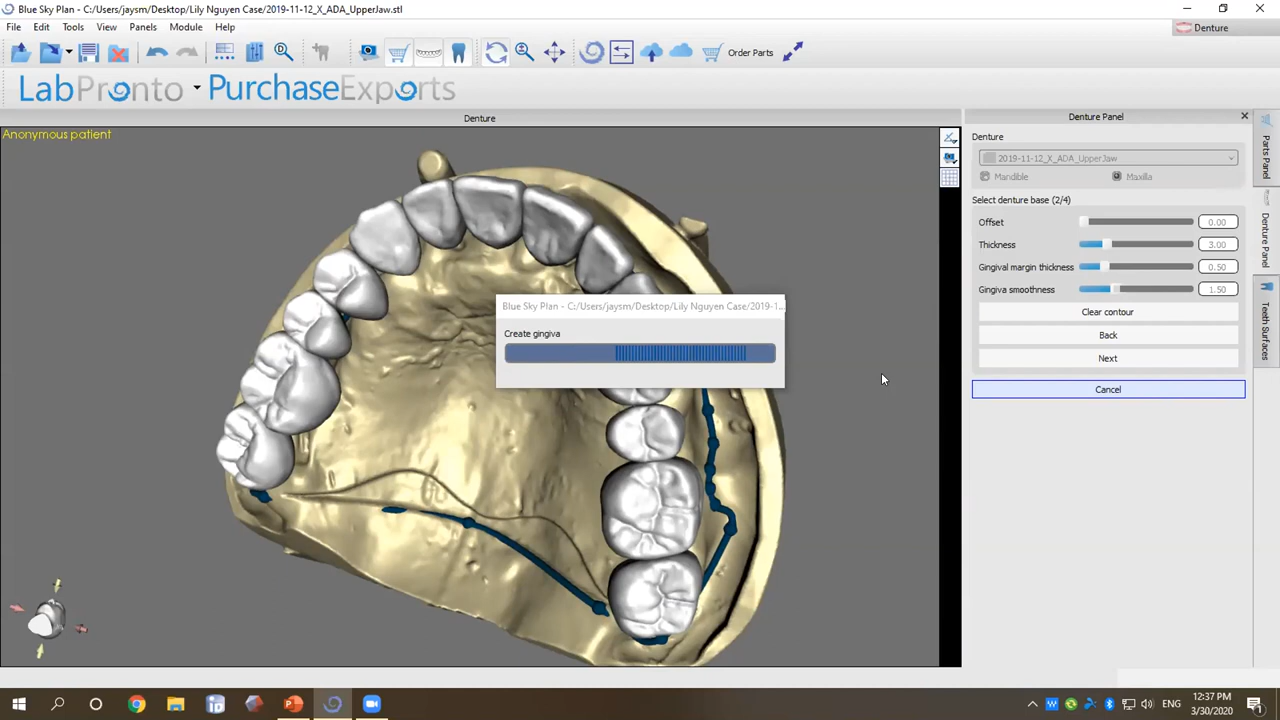 Blue Sky Plan - C:/Users/jaysm/Desktop/Lily Nguyen Case/2019-11-12_X_ADA_UpperJaw.stl
File Edit Tools View Panels Module Help
Denture
Order Parts
LabPronto PurchaseExports
Denture
Denture Panel
Anonymous patient
Denture
2019-11-12_X_ADA_UpperJaw
Mandible Maxilla
Select denture base (2/4)
Offset 0.00
Thickness 3.00
Gingival margin thickness 0.50
Gingiva smoothness 1.50
Clear contour
Back
Next
Cancel
Parts Panel
Denture Panel
Teeth Surfaces
Blue Sky Plan - C:/Users/jaysm/Desktop/Lily Nguyen Case/2019-1...
Create gingiva
ENG
12:37 PM
3/30/2020